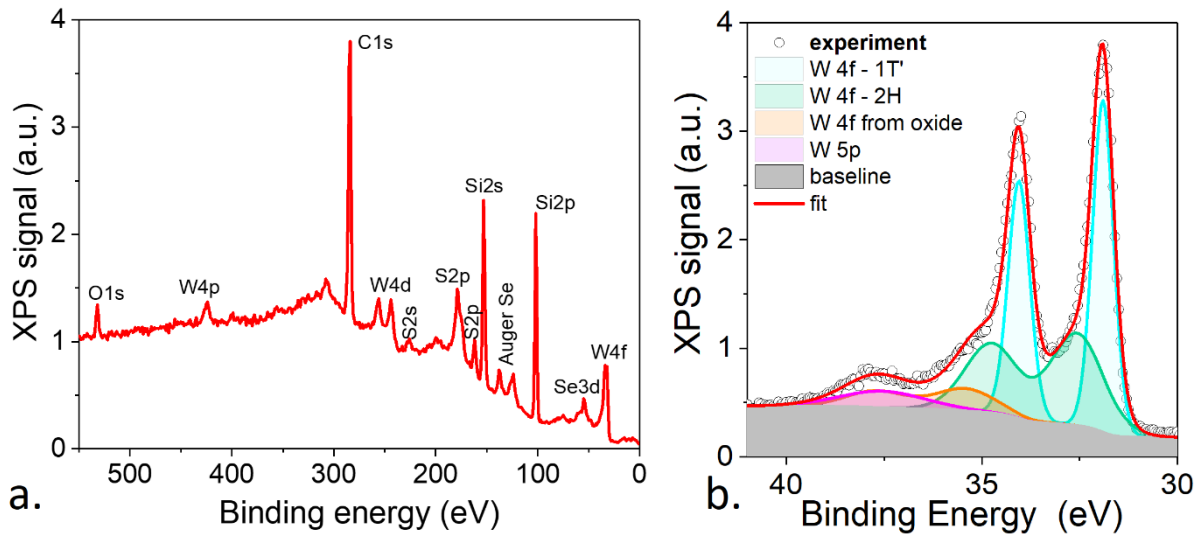 4
3
2
1
0
XPS signal (a.u.)
O1s
W4p
C1s
W4d
S2s
S2p
S2p
Si2s
Auger Se
Si2p
Se3d
W4f
500
400
300
200
100
0
Binding energy (eV)
a.
4
3
2
1
0
XPS signal (a.u.)
experiment
W 4f - 1T'
W 4f - 2H
W 4f from oxide
W 5p
baseline
fit
40
35
30
Binding Energy (eV)
b.